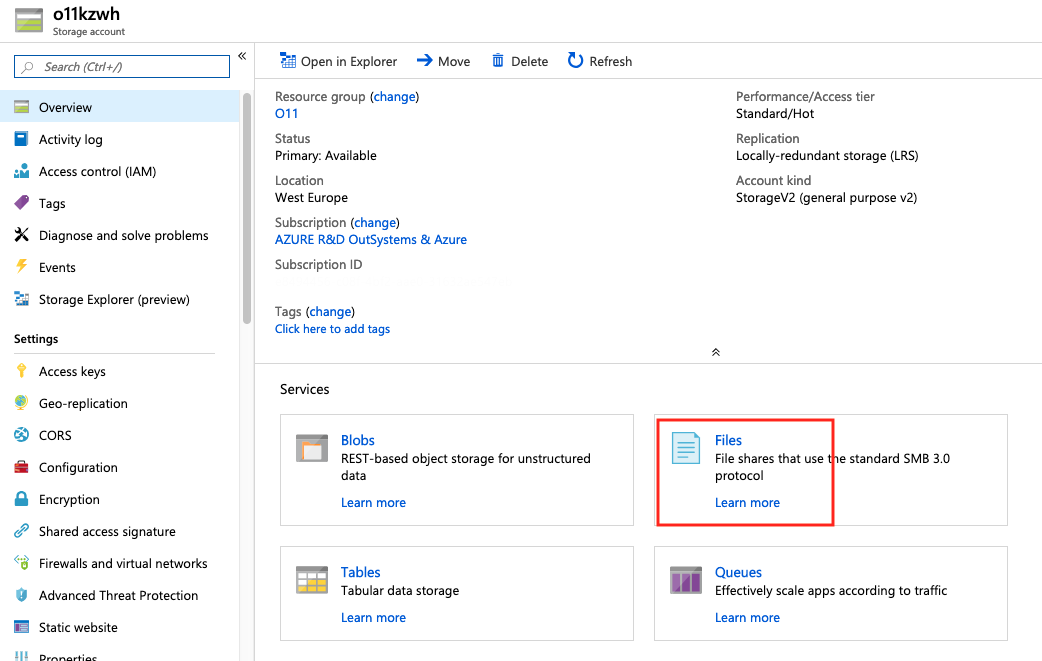 o11kzwh
Storage account
Search (Ctrl+/)
«
Overview
Activity log
Access control (IAM)
Tags
Diagnose and solve problems
Events
Storage Explorer (preview)
Settings
Access keys
Geo-replication
CORS
Configuration
Encryption
Shared access signature
Firewalls and virtual networks
Advanced Threat Protection
Static website
Properties
Open in Explorer Move Delete Refresh
Resource group (change)
O11
Status
Primary: Available
Location
West Europe
Subscription (change)
AZURE R&D OutSystems & Azure
Subscription ID
Tags (change)
Click here to add tags
Performance/Access tier
Standard/Hot
Replication
Locally-redundant storage (LRS)
Account kind
StorageV2 (general purpose v2)
Services
Blobs
REST-based object storage for unstructured
data
Learn more
Files
File shares that use the standard SMB 3.0
protocol
Learn more
Tables
Tabular data storage
Learn more
Queues
Effectively scale apps according to traffic
Learn more